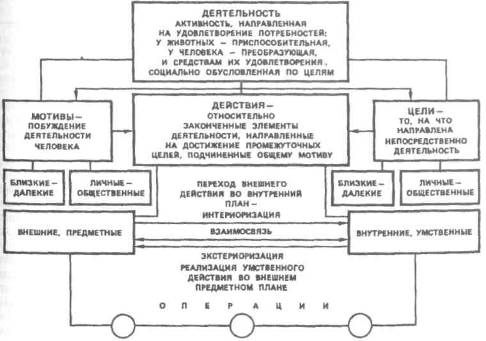 ДЕЯТЕЛЬНОСТЬ
АКТИВНОСТЬ, НАПРАВЛЕННАЯ
НА УДОВЛЕТВОРЕНИЕ ПОТРЕБНОСТЕЙ:
У ЖИВОТНЫХ – ПРИСПОСОБИТЕЛЬНАЯ,
У ЧЕЛОВЕКА – ПРЕОБРАЗУЮЩАЯ,
И СРЕДСТВАМ ИХ УДОВЛЕТВОРЕНИЯ.
СОЦИАЛЬНО ОБУСЛОВЛЕННАЯ ПО ЦЕЛЯМ
МОТИВЫ–
ПОБУЖДЕНИЕ
ДЕЯТЕЛЬНОСТИ
ЧЕЛОВЕКА
ДЕЙСТВИЯ–
ОТНОСИТЕЛЬНО
ЗАКОНЧЕННЫЕ ЭЛЕМЕНТЫ
ДЕЯТЕЛЬНОСТИ, НАПРАВЛЕННЫЕ
НА ДОСТИЖЕНИЕ ПРОМЕЖУТОЧНЫХ
ЦЕЛЕЙ, ПОДЧИНЕННЫЕ ОБЩЕМУ МОТИВУ
ЦЕЛИ–
ТО, НА ЧТО
НАПРАВЛЕНА
НЕПОСРЕДСТВЕННО
ДЕЯТЕЛЬНОСТЬ
БЛИЗКИЕ–
ДАЛЕКИЕ
ЛИЧНЫЕ–
ОБЩЕСТВЕННЫЕ
ПЕРЕХОД ВНЕШНЕГО
ДЕЙСТВИЯ ВО ВНУТРЕННИЙ
ПЛАН–
ИНТЕРИОРИЗАЦИЯ
БЛИЗКИЕ–
ДАЛЕКИЕ
ЛИЧНЫЕ–
ОБЩЕСТВЕННЫЕ
ВНЕШНИЕ, ПРЕДМЕТНЫЕ
ВЗАИМОСВЯЗЬ
ВНУТРЕННИЕ, УМСТВЕННЫЕ
ЭКСТЕРИОРИЗАЦИЯ
РЕАЛИЗАЦИЯ УМСТВЕННОГО
ДЕЙСТВИЯ ВО ВНЕШНЕМ
ПРЕДМЕТНОМ ПЛАНЕ
О П Е Р А Ц И И